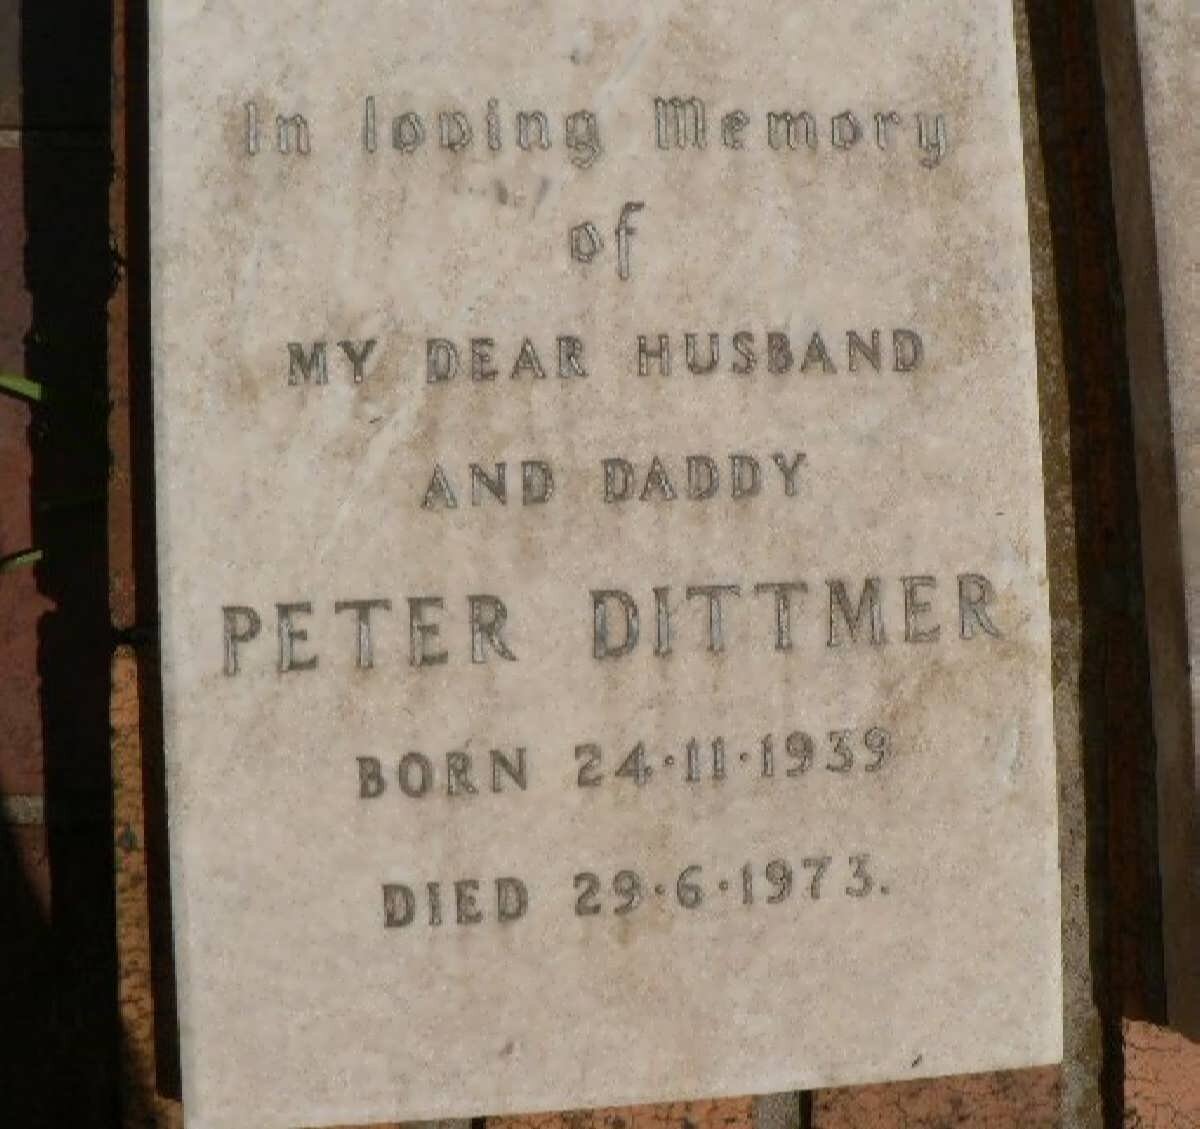 In loving Memory
of
MY DEAR HUSBAND
AND DADDY
PETER DITTMER
BORN 24·11·1939
DIED 29·6·1973.